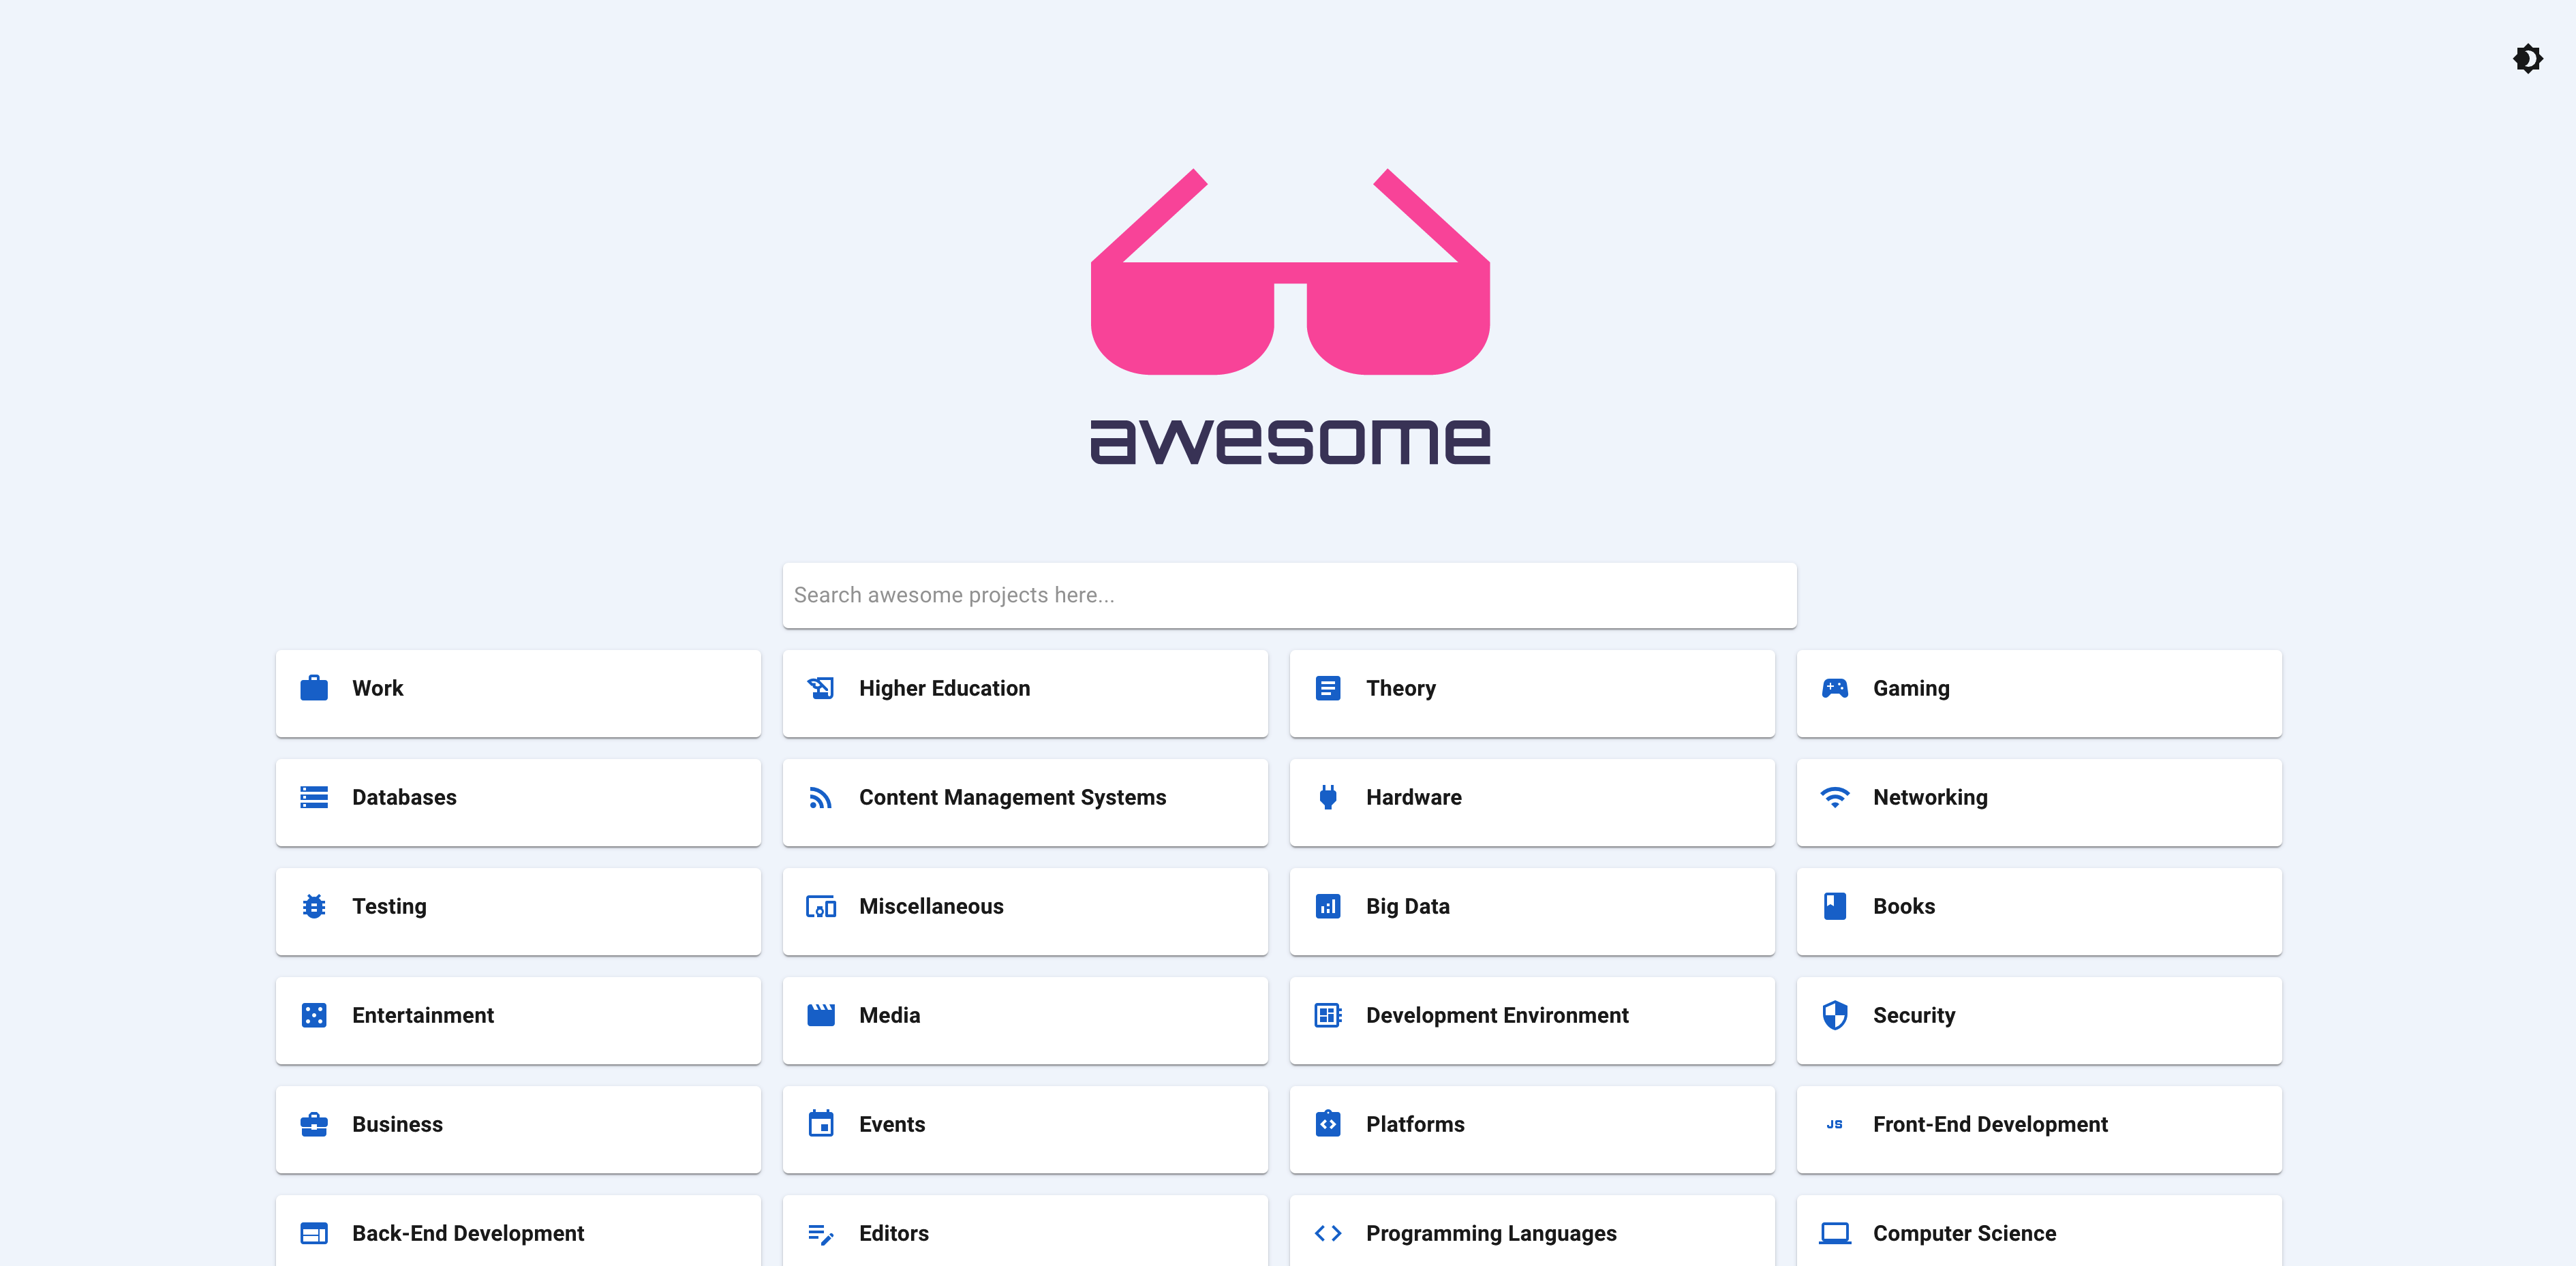 awesome
Search awesome projects here...
Work
Higher Education
Theory
Gaming
Databases
Content Management Systems
Hardware
Networking
Testing
Miscellaneous
Big Data
Books
Entertainment
Media
Development Environment
Security
Business
Events
Platforms
JS
Front-End Development
Back-End Development
Editors
Programming Languages
Computer Science